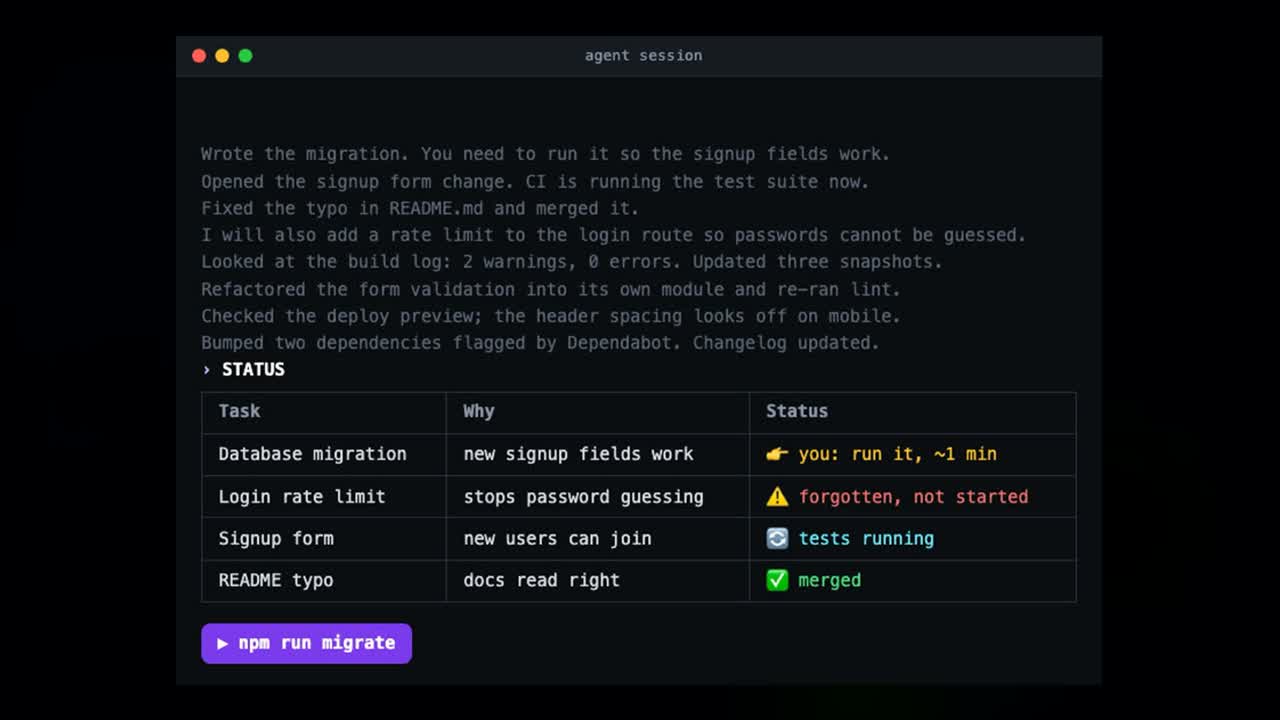 agent session
Wrote the migration. You need to run it so the signup fields work.
Opened the signup form change. CI is running the test suite now.
Fixed the typo in README.md and merged it.
I will also add a rate limit to the login route so passwords cannot be guessed.
Looked at the build log: 2 warnings, 0 errors. Updated three snapshots.
Refactored the form validation into its own module and re-ran lint.
Checked the deploy preview; the header spacing looks off on mobile.
Bumped two dependencies flagged by Dependabot. Changelog updated.
› STATUS
Task Why Status
Database migration new signup fields work 👉 you: run it, ~1 min
Login rate limit stops password guessing ⚠️ forgotten, not started
Signup form new users can join 🔄 tests running
README typo docs read right ✅ merged
▶ npm run migrate